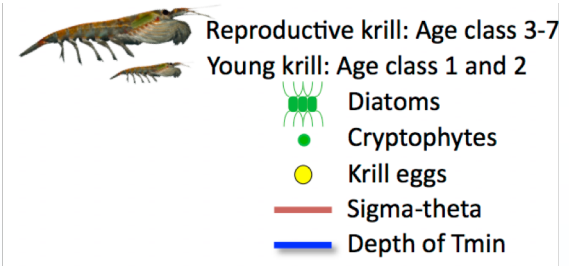 Reproductive krill: Age class 3-7
Young krill: Age class 1 and 2
Diatoms
Cryptophytes
Krill eggs
Sigma-theta
Depth of Tmin